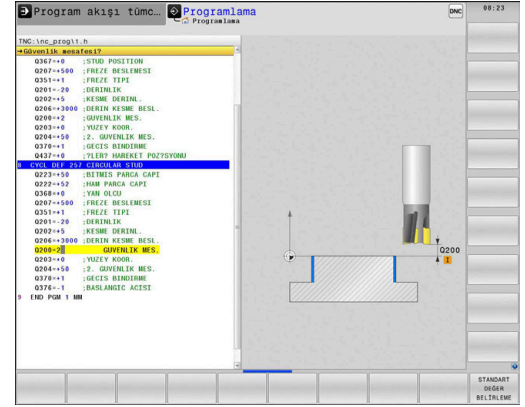 Program akışı tümc...
Programlama
Programlama
DNC
08:23
TNC:\nc_prog\t.h
→Güvenlik mesafesi?
Q367=+0 ;STUD POSITION
Q207=+500 ;FREZE BESLEMESI
Q351=+1 ;FREZE TIPI
Q201=-20 ;DERINLIK
Q202=+5 ;KESME DERINL.
Q206=+3000 ;DERIN KESME BESL.
Q200=+2 ;GUVENLIK MES.
Q203=+0 ;YUZEY KOOR.
Q204=+50 ;2. GUVENLIK MES.
Q370=+1 ;GECIS BINDIRME
Q437=+0 ;?LER? HAREKET POZ?SYONU
8 CYCL DEF 257 CIRCULAR STUD
Q223=+50 ;BITMIS PARCA CAPI
Q222=+52 ;HAM PARCA CAPI
Q368=+0 ;YAN OLCU
Q207=+500 ;FREZE BESLEMESI
Q351=+1 ;FREZE TIPI
Q201=-20 ;DERINLIK
Q202=+5 ;KESME DERINL.
Q206=+3000 ;DERIN KESME BESL.
Q200=2 GUVENLIK MES.
Q203=+0 ;YUZEY KOOR.
Q204=+50 ;2. GUVENLIK MES.
Q370=+1 ;GECIS BINDIRME
Q376=-1 ;BASLANGIC ACISI
9 END PGM 1 MM
Q200
STANDART
DEĞER
BELİRLEME